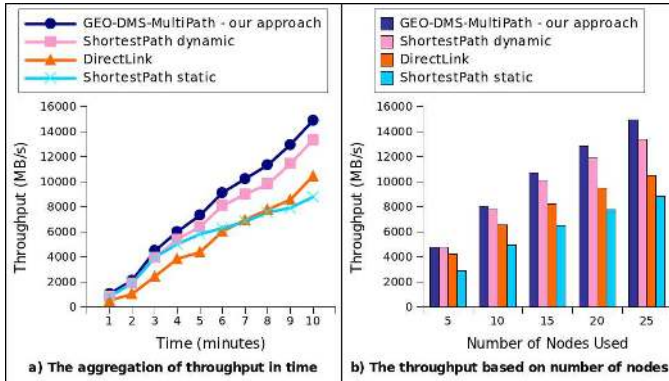 GEO-DMS-MultiPath - our approach
ShortestPath dynamic
DirectLink
ShortestPath static
16000
14000
12000
10000
8000
6000
4000
2000
0
Throughput (MB/s)
1 2 3 4 5 6 7 8 9 10
Time (minutes)
a) The aggregation of throughput in time
GEO-DMS-MultiPath - our approach
ShortestPath dynamic
DirectLink
ShortestPath static
16000
14000
12000
10000
8000
6000
4000
2000
0
Throughput (MB/s)
5 10 15 20 25
Number of Nodes Used
b) The throughput based on number of nodes